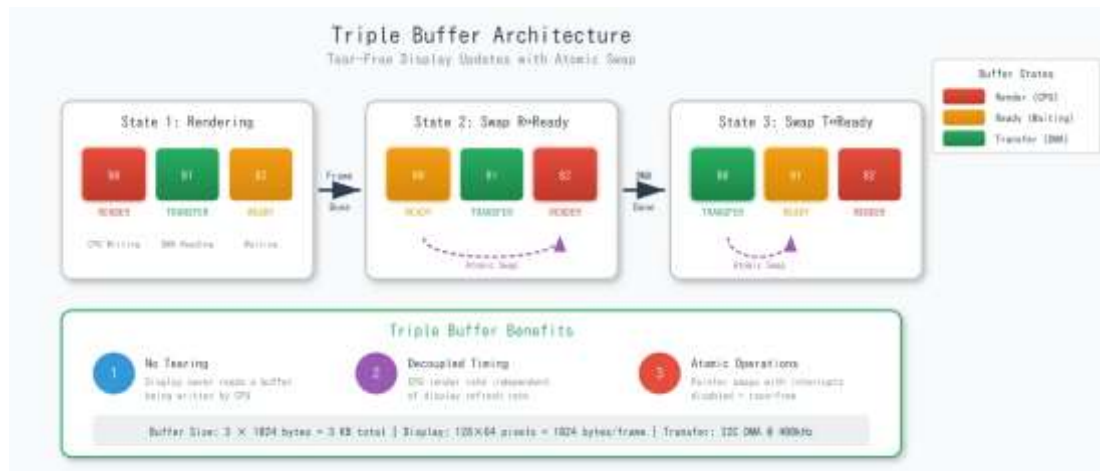 Triple Buffer Architecture
Tear-Free Display Updates with Atomic Swap
Buffer States
Render (CPU)
Ready (Waiting)
Transfer (DMA)
State 1: Rendering
B0 B1 B2
RENDER TRANSFER READY
CPU Writing DMA Reading Waiting
Frame
Done
State 2: Swap R↔Ready
B0 B1 B2
READY TRANSFER RENDER
Atomic Swap
DMA
Done
State 3: Swap T↔Ready
B0 B1 B2
TRANSFER READY RENDER
Atomic Swap
Triple Buffer Benefits
1
No Tearing
Display never reads a buffer
being written by CPU
2
Decoupled Timing
CPU render rate independent
of display refresh rate
3
Atomic Operations
Pointer swaps with interrupts
disabled = race-free
Buffer Size: 3 × 1024 bytes = 3 KB total | Display: 128×64 pixels = 1024 bytes/frame | Transfer: I2C DMA @ 400kHz